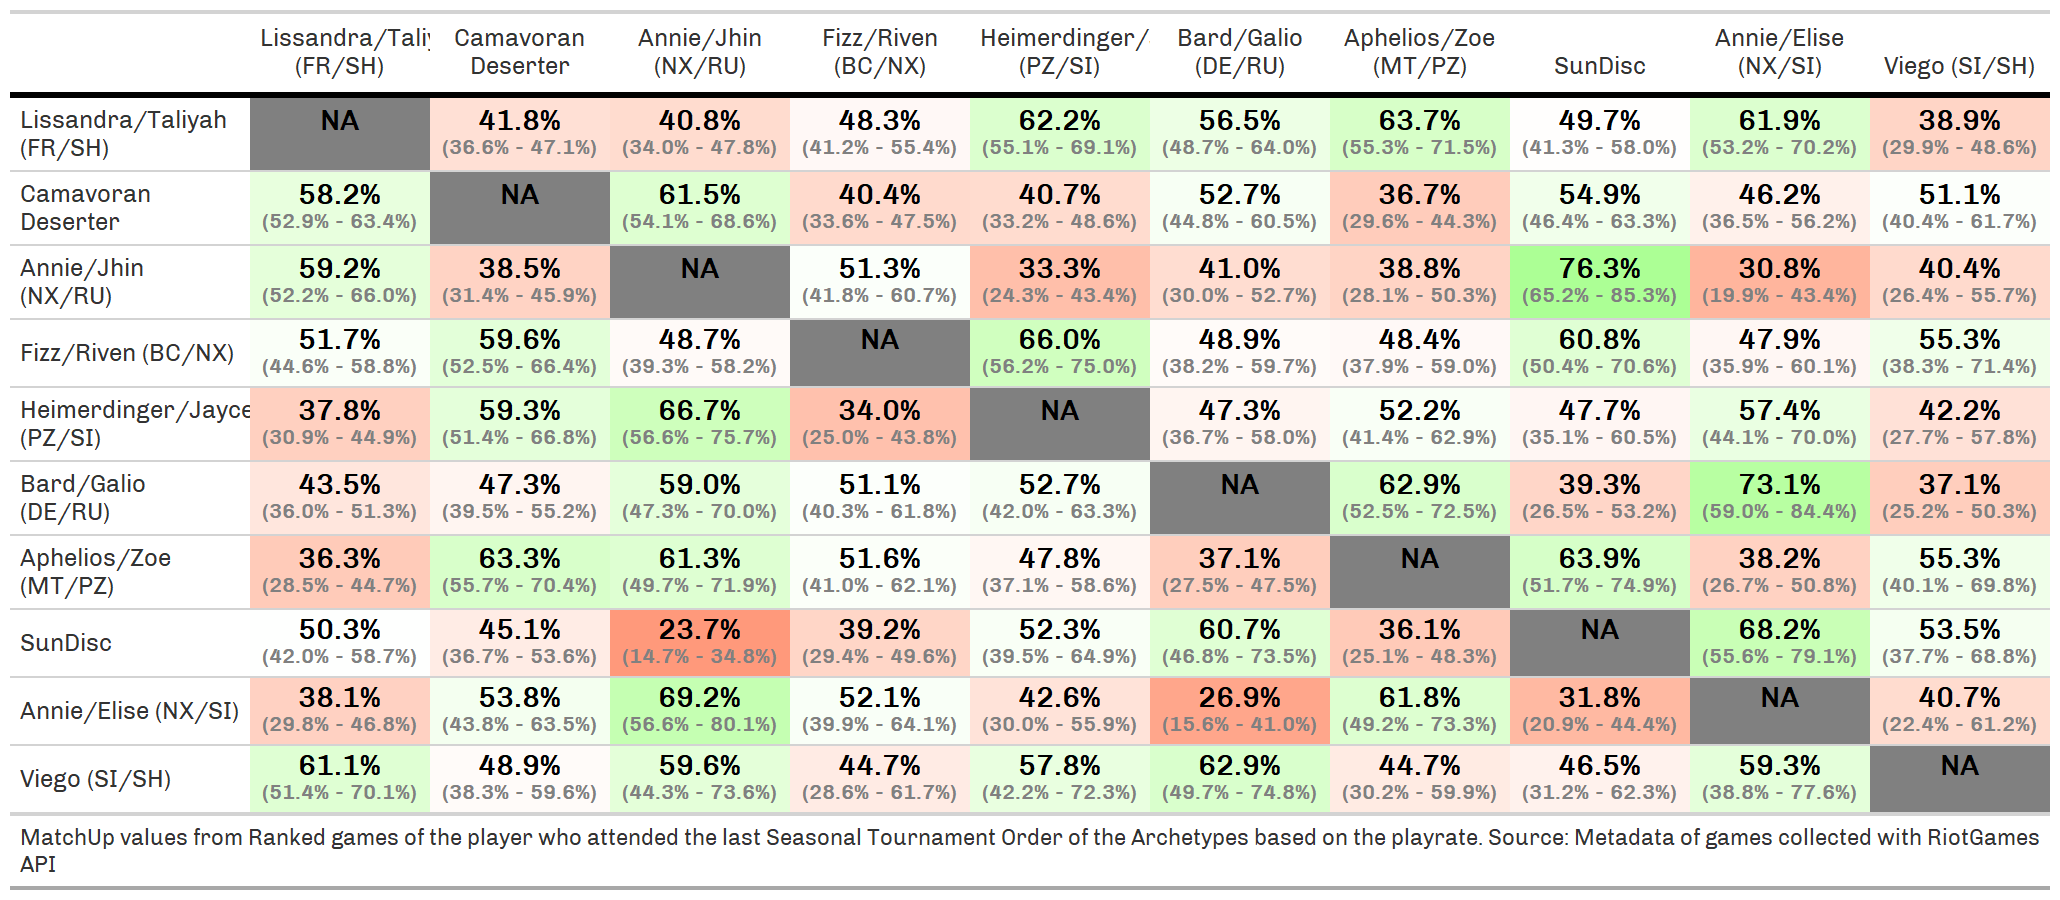 Lissandra/Taliy Camavoran Annie/Jhin Fizz/Riven Heimerdinger/ Bard/Galio Aphelios/Zoe Annie/Elise
(FR/SH) Deserter (NX/RU) (BC/NX) (PZ/SI) (DE/RU) (MT/PZ) SunDisc (NX/SI) Viego (SI/SH)
Lissandra/Taliyah NA 41.8% 40.8% 48.3% 62.2% 56.5% 63.7% 49.7% 61.9% 38.9%
(FR/SH) (36.6% - 47.1%) (34.0% - 47.8%) (41.2% - 55.4%) (55.1% - 69.1%) (48.7% - 64.0%) (55.3% - 71.5%) (41.3% - 58.0%) (53.2% - 70.2%) (29.9% - 48.6%)
Camavoran 58.2% NA 61.5% 40.4% 40.7% 52.7% 36.7% 54.9% 46.2% 51.1%
Deserter (52.9% - 63.4%) (54.1% - 68.6%) (33.6% - 47.5%) (33.2% - 48.6%) (44.8% - 60.5%) (29.6% - 44.3%) (46.4% - 63.3%) (36.5% - 56.2%) (40.4% - 61.7%)
Annie/Jhin 59.2% 38.5% NA 51.3% 33.3% 41.0% 38.8% 76.3% 30.8% 40.4%
(NX/RU) (52.2% - 66.0%) (31.4% - 45.9%) (41.8% - 60.7%) (24.3% - 43.4%) (30.0% - 52.7%) (28.1% - 50.3%) (65.2% - 85.3%) (19.9% - 43.4%) (26.4% - 55.7%)
Fizz/Riven (BC/NX) 51.7% 59.6% 48.7% NA 66.0% 48.9% 48.4% 60.8% 47.9% 55.3%
(44.6% - 58.8%) (52.5% - 66.4%) (39.3% - 58.2%) (56.2% - 75.0%) (38.2% - 59.7%) (37.9% - 59.0%) (50.4% - 70.6%) (35.9% - 60.1%) (38.3% - 71.4%)
Heimerdinger/Jayce 37.8% 59.3% 66.7% 34.0% NA 47.3% 52.2% 47.7% 57.4% 42.2%
(PZ/SI) (30.9% - 44.9%) (51.4% - 66.8%) (56.6% - 75.7%) (25.0% - 43.8%) (36.7% - 58.0%) (41.4% - 62.9%) (35.1% - 60.5%) (44.1% - 70.0%) (27.7% - 57.8%)
Bard/Galio 43.5% 47.3% 59.0% 51.1% 52.7% NA 62.9% 39.3% 73.1% 37.1%
(DE/RU) (36.0% - 51.3%) (39.5% - 55.2%) (47.3% - 70.0%) (40.3% - 61.8%) (42.0% - 63.3%) (52.5% - 72.5%) (26.5% - 53.2%) (59.0% - 84.4%) (25.2% - 50.3%)
Aphelios/Zoe 36.3% 63.3% 61.3% 51.6% 47.8% 37.1% NA 63.9% 38.2% 55.3%
(MT/PZ) (28.5% - 44.7%) (55.7% - 70.4%) (49.7% - 71.9%) (41.0% - 62.1%) (37.1% - 58.6%) (27.5% - 47.5%) (51.7% - 74.9%) (26.7% - 50.8%) (40.1% - 69.8%)
SunDisc 50.3% 45.1% 23.7% 39.2% 52.3% 60.7% 36.1% NA 68.2% 53.5%
(42.0% - 58.7%) (36.7% - 53.6%) (14.7% - 34.8%) (29.4% - 49.6%) (39.5% - 64.9%) (46.8% - 73.5%) (25.1% - 48.3%) (55.6% - 79.1%) (37.7% - 68.8%)
Annie/Elise (NX/SI) 38.1% 53.8% 69.2% 52.1% 42.6% 26.9% 61.8% 31.8% NA 40.7%
(29.8% - 46.8%) (43.8% - 63.5%) (56.6% - 80.1%) (39.9% - 64.1%) (30.0% - 55.9%) (15.6% - 41.0%) (49.2% - 73.3%) (20.9% - 44.4%) (22.4% - 61.2%)
Viego (SI/SH) 61.1% 48.9% 59.6% 44.7% 57.8% 62.9% 44.7% 46.5% 59.3% NA
(51.4% - 70.1%) (38.3% - 59.6%) (44.3% - 73.6%) (28.6% - 61.7%) (42.2% - 72.3%) (49.7% - 74.8%) (30.2% - 59.9%) (31.2% - 62.3%) (38.8% - 77.6%)
MatchUp values from Ranked games of the player who attended the last Seasonal Tournament Order of the Archetypes based on the playrate. Source: Metadata of games collected with RiotGames
API